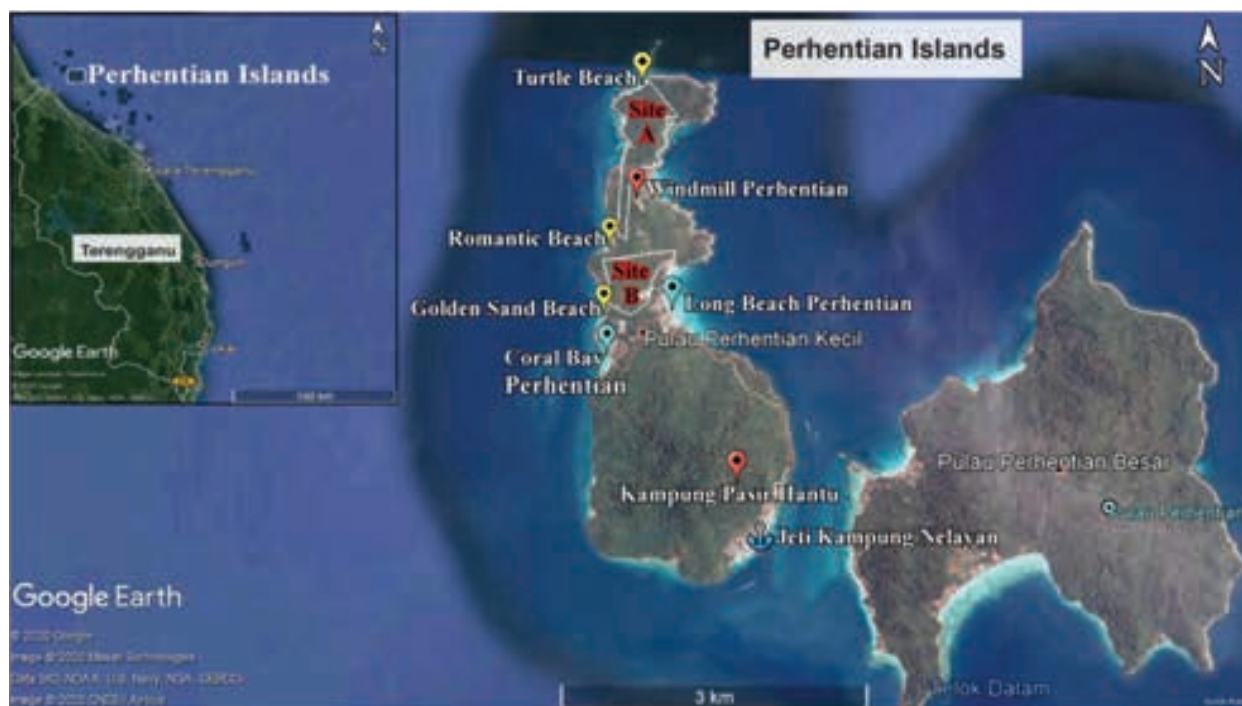 Perhentian Islands
N
Terengganu
Google Earth
Perhentian Islands
N
Turtle Beach
Site
A
Windmill Perhentian
Romantic Beach
Site
B
Golden Sand Beach
Long Beach Perhentian
Pulau Perhentian Kecil
Coral Bay
Perhentian
Pulau Perhentian Besar
Kampung Pasir Hantu
Jeti Kampung Nelayan
Google Earth
3 km